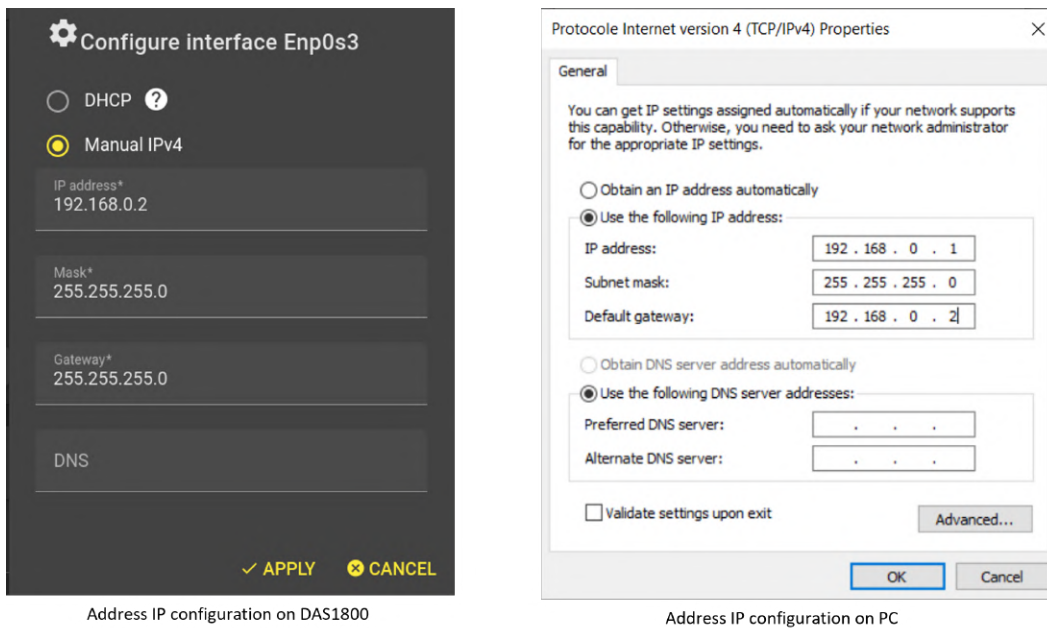 Configure interface Enp0s3
DHCP ?
Manual IPv4
IP address*
192.168.0.2
Mask*
255.255.255.0
Gateway*
255.255.255.0
DNS
APPLY CANCEL
Address IP configuration on DAS1800
Protocole Internet version 4 (TCP/IPv4) Properties
General
You can get IP settings assigned automatically if your network supports
this capability. Otherwise, you need to ask your network administrator
for the appropriate IP settings.
Obtain an IP address automatically
Use the following IP address:
IP address: 192 . 168 . 0 . 1
Subnet mask: 255 . 255 . 255 . 0
Default gateway: 192 . 168 . 0 . 2
Obtain DNS server address automatically
Use the following DNS server addresses:
Preferred DNS server: . . .
Alternate DNS server: . . .
Validate settings upon exit
Advanced...
OK Cancel
Address IP configuration on PC